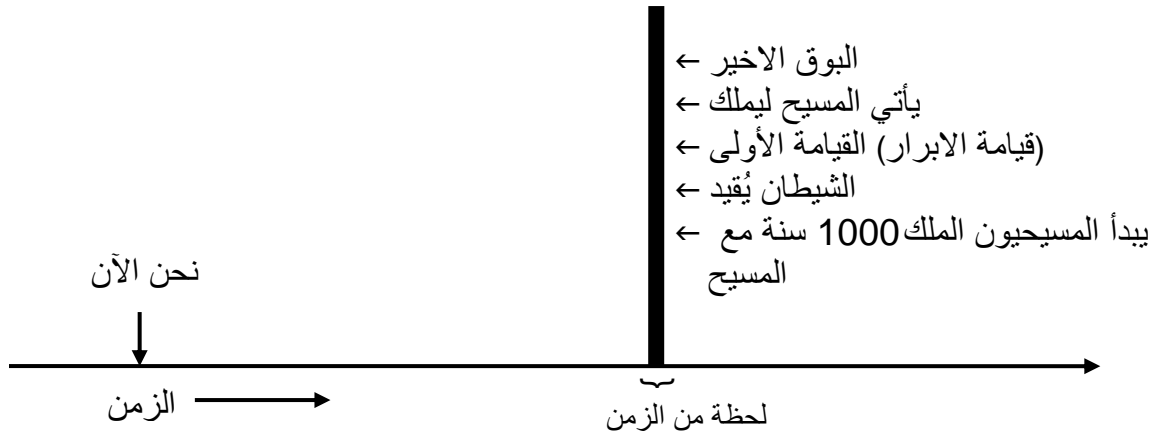 البوق الاخير ←
يأتي المسيح ليملك ←
(قيامة الابرار) القيامة الأولى ←
الشيطان يُقيد ←
يبدأ المسيحيون الملك 1000 سنة مع ←
المسيح
نحن الآن
الزمن
لحظة من الزمن